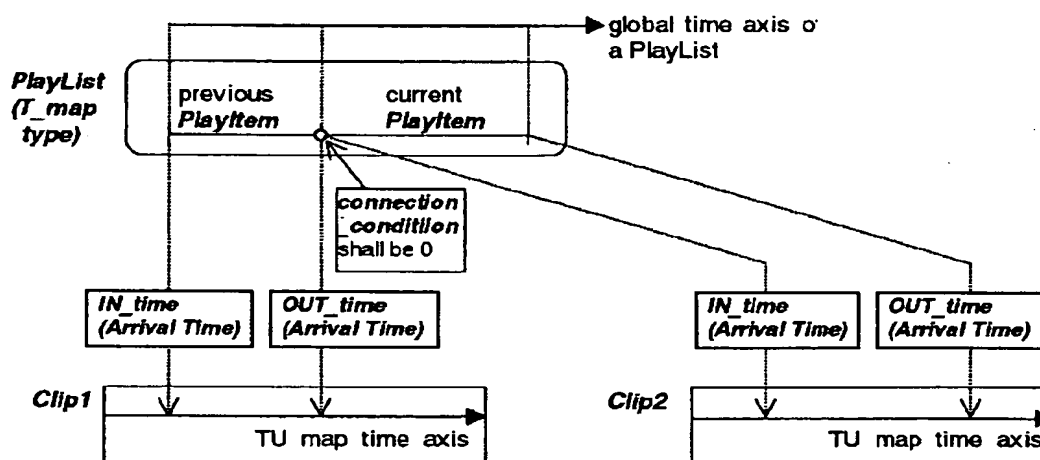 global time axis o
a PlayList
PlayList
(T_map
type)
previous
PlayItem
current
PlayItem
connection
_condition
shall be 0
IN_time
(Arrival Time)
OUT_time
(Arrival Time)
IN_time
(Arrival Time)
OUT_time
(Arrival Time)
Clip1
TU map time axis
Clip2
TU map time axis